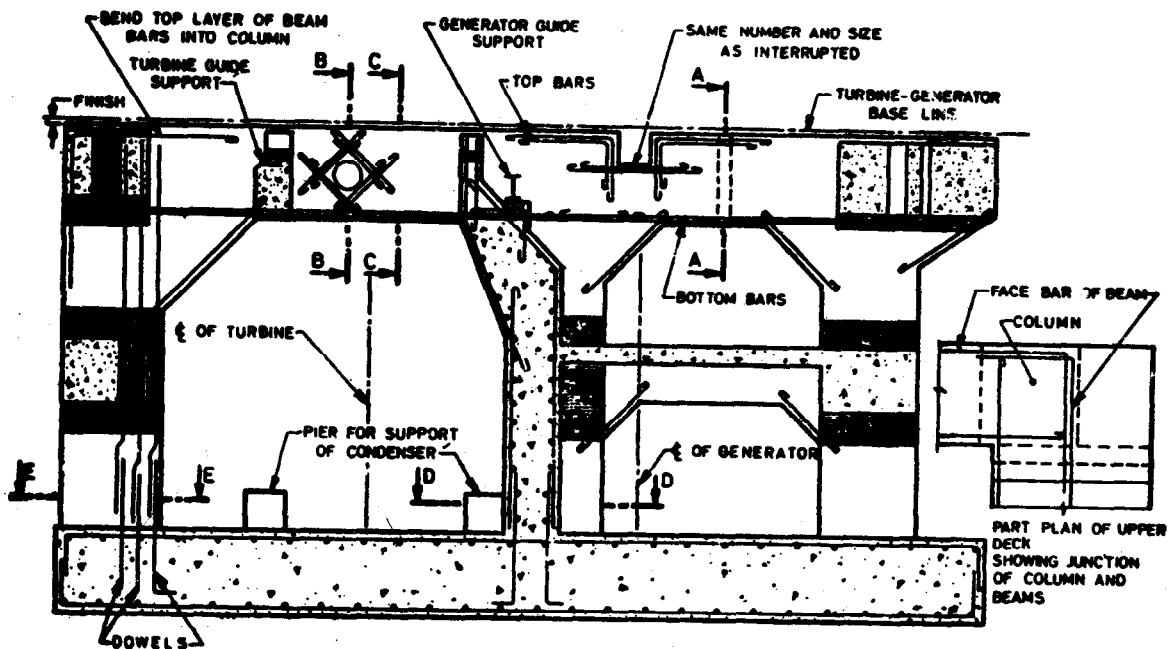 BEND TOP LAYER OF BEAM
BARS INTO COLUMN
TURBINE GUIDE
SUPPORT
FINISH
B
C
GENERATOR GUIDE
SUPPORT
TOP BARS
SAME NUMBER AND SIZE
AS INTERRUPTED
A
TURBINE-GENERATOR
BASE LINE
B
C
A
BOTTOM BARS
℄ OF TURBINE
FACE BAR OF BEAM
COLUMN
PIER FOR SUPPORT
OF CONDENSER
℄ OF GENERATOR
E
E
D
D
PART PLAN OF UPPER
DECK
SHOWING JUNCTION
OF COLUMN AND
BEAMS
DOWELS